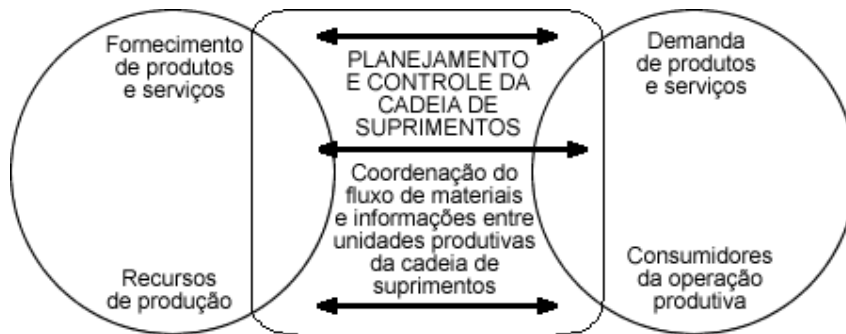 Fornecimento
de produtos
e serviços
Recursos
de produção
PLANEJAMENTO
E CONTROLE DA
CADEIA DE
SUPRIMENTOS
Coordenação do
fluxo de materiais
e informações entre
unidades produtivas
da cadeia de
suprimentos
Demanda
de produtos
e serviços
Consumidores
da operação
produtiva